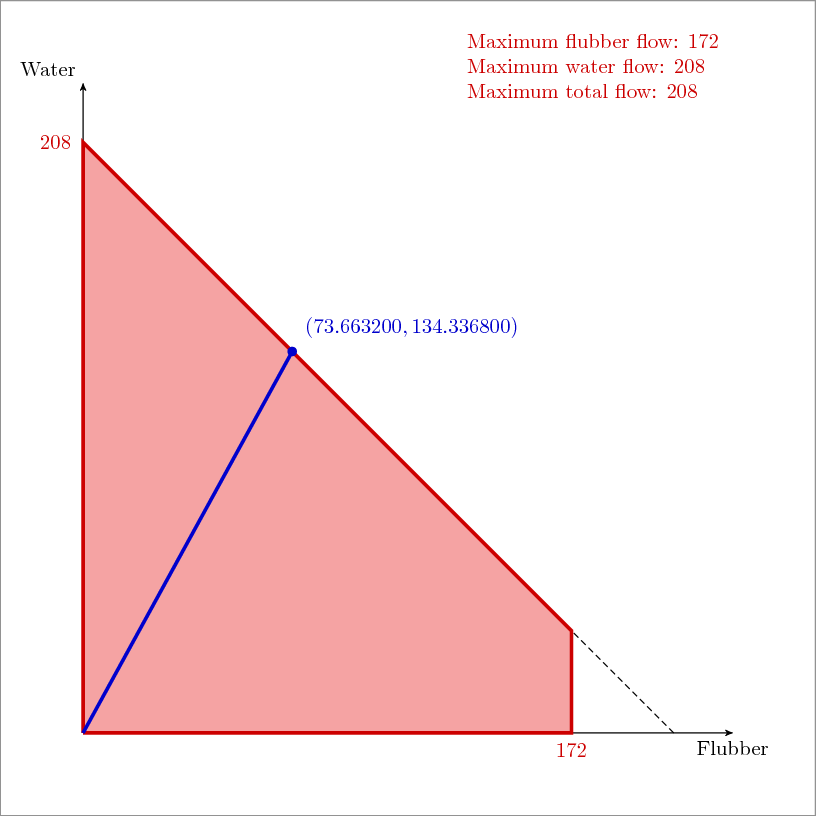 Maximum flubber flow: 172
Maximum water flow: 208
Maximum total flow: 208
Water
208
(73.663200, 134.336800)
172
Flubber